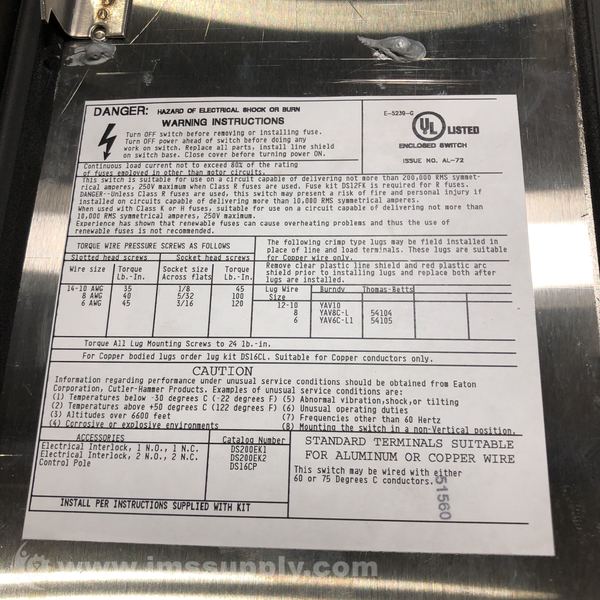 DANGER: HAZARD OF ELECTRICAL SHOCK OR BURN
WARNING INSTRUCTIONS
Turn OFF switch before removing or installing fuse.
Turn OFF power ahead of switch before doing any
work on switch. Replace all parts, install line shield
on switch base. Close cover before turning power ON.
E-5239-G
UL LISTED
ENCLOSED SWITCH
ISSUE NO. AL-72
Continuous load current not to exceed 80% of the rating
of fuses employed in other than motor circuits.
This switch is suitable for use on a circuit capable of delivering not more than 200,000 RMS symmet-
rical amperes, 250V maximum when Class R fuses are used. Fuse kit DS12FK is required for R fuses.
DANGER--Unless Class R fuses are used, this switch may present a risk of fire and personal injury if
installed on circuits capable of delivering more than 10,000 RMS symmetrical amperes.
When used with Class K or H fuses, suitable for use on a circuit capable of delivering not more than
10,000 RMS symmetrical amperes, 250V maximum.
Experience has shown that renewable fuses can cause overheating problems and thus the use of
renewable fuses is not recommended.
TORQUE WIRE PRESSURE SCREWS AS FOLLOWS
Slotted head screws Socket head screws
Wire size Torque Lb.-In. Socket size Across flats Torque Lb.-In.
14-10 AWG 35 1/8 45
8 AWG 40 5/32 100
6 AWG 45 3/16 120
The following crimp type lugs may be field installed in
place of line and load terminals. These lugs are suitable
for Copper wire only.
Remove clear plastic line shield and red plastic arc
shield prior to installing lugs and replace both after
lugs are installed.
Lug Wire Size Burndy Thomas-Betts
12-10 YAV10
8 YAV8C-L 54104
6 YAV6C-L1 54105
Torque All Lug Mounting Screws to 24 lb.-in.
For Copper bodied lugs order lug kit DS16CL. Suitable for Copper conductors only.
CAUTION
Information regarding performance under unusual service conditions should be obtained from Eaton
Corporation, Cutler-Hammer Products. Examples of unusual service conditions are:
(1) Temperatures below -30 degrees C (-22 degrees F) (5) Abnormal vibration,shock,or tilting
(2) Temperatures above +50 degrees C (122 degrees F) (6) Unusual operating duties
(3) Altitudes over 6600 feet (7) Frequencies other than 60 Hertz
(4) Corrosive or explosive environments (8) Mounting the switch in a non-Vertical position.
ACCESSORIES Catalog Number
Electrical Interlock, 1 N.O., 1 N.C. DS200EK1
Electrical Interlock, 2 N.O., 2 N.C. DS200EK2
Control Pole DS16CP
INSTALL PER INSTRUCTIONS SUPPLIED WITH KIT
STANDARD TERMINALS SUITABLE
FOR ALUMINUM OR COPPER WIRE
This switch may be wired with either
60 or 75 Degrees C conductors.
51560
www.imssupply.com